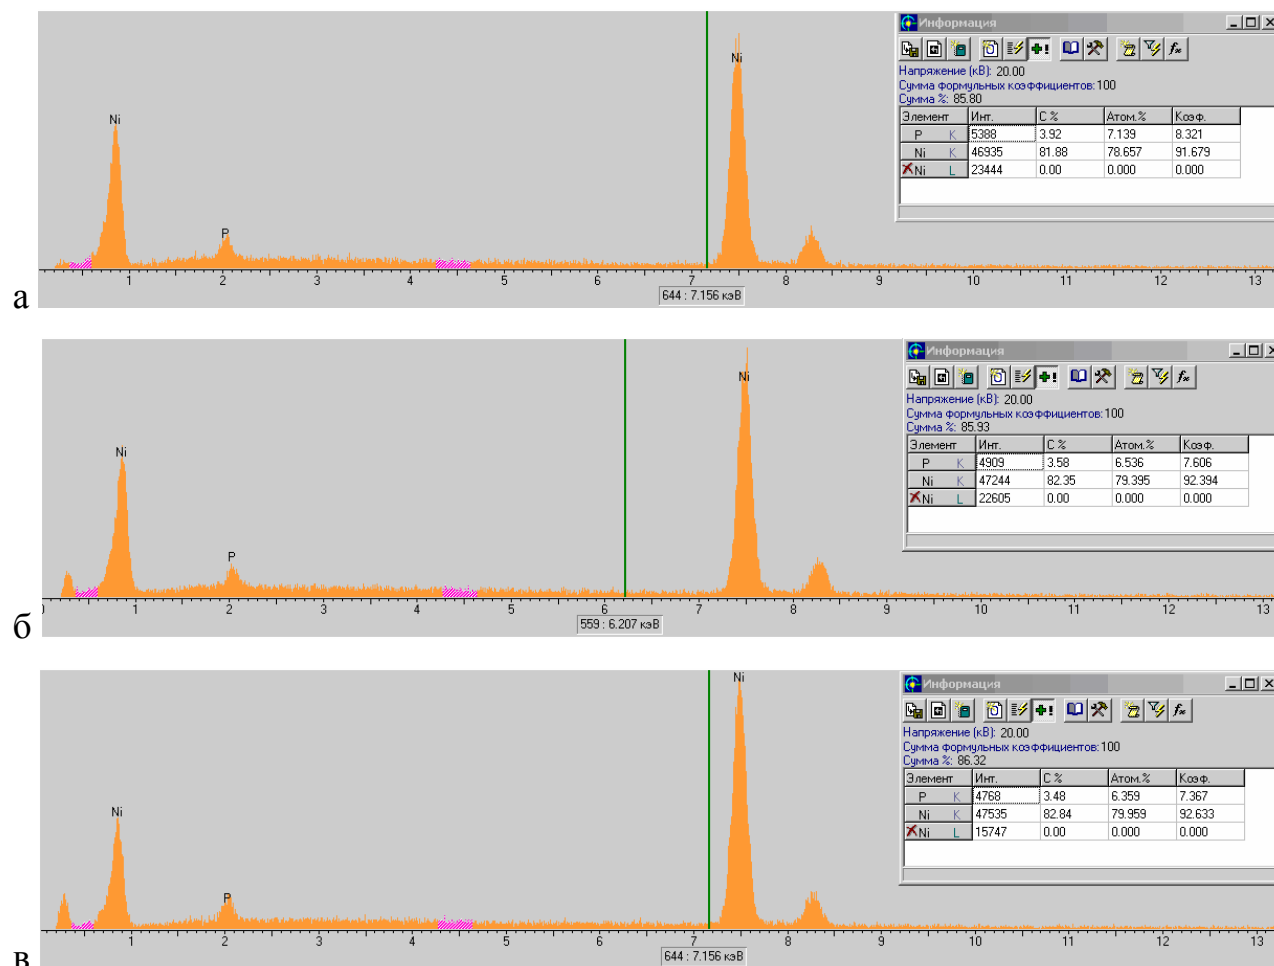 Информация
Напряжение (кВ): 20.00
Сумма формульных коэффициентов: 100
Сумма %: 85.80
Элемент Инт. C % Атом.% Коэф.
P K 5388 3.92 7.139 8.321
Ni K 46935 81.88 78.657 91.679
Ni L 23444 0.00 0.000 0.000
Ni
Ni
P
1 2 3 4 5 6 7 8 9 10 11 12 13
644 : 7.156 кэВ
а
Информация
Напряжение (кВ): 20.00
Сумма формульных коэффициентов: 100
Сумма %: 85.93
Элемент Инт. C % Атом.% Коэф.
P K 4909 3.58 6.536 7.606
Ni K 47244 82.35 79.395 92.394
Ni L 22605 0.00 0.000 0.000
Ni
Ni
P
1 2 3 4 5 6 7 8 9 10 11 12 13
559 : 6.207 кэВ
б
Информация
Напряжение (кВ): 20.00
Сумма формульных коэффициентов: 100
Сумма %: 86.32
Элемент Инт. C % Атом.% Коэф.
P K 4768 3.48 6.359 7.367
Ni K 47535 82.84 79.959 92.633
Ni L 15747 0.00 0.000 0.000
Ni
Ni
P
1 2 3 4 5 6 7 8 9 10 11 12 13
644 : 7.156 кэВ
в